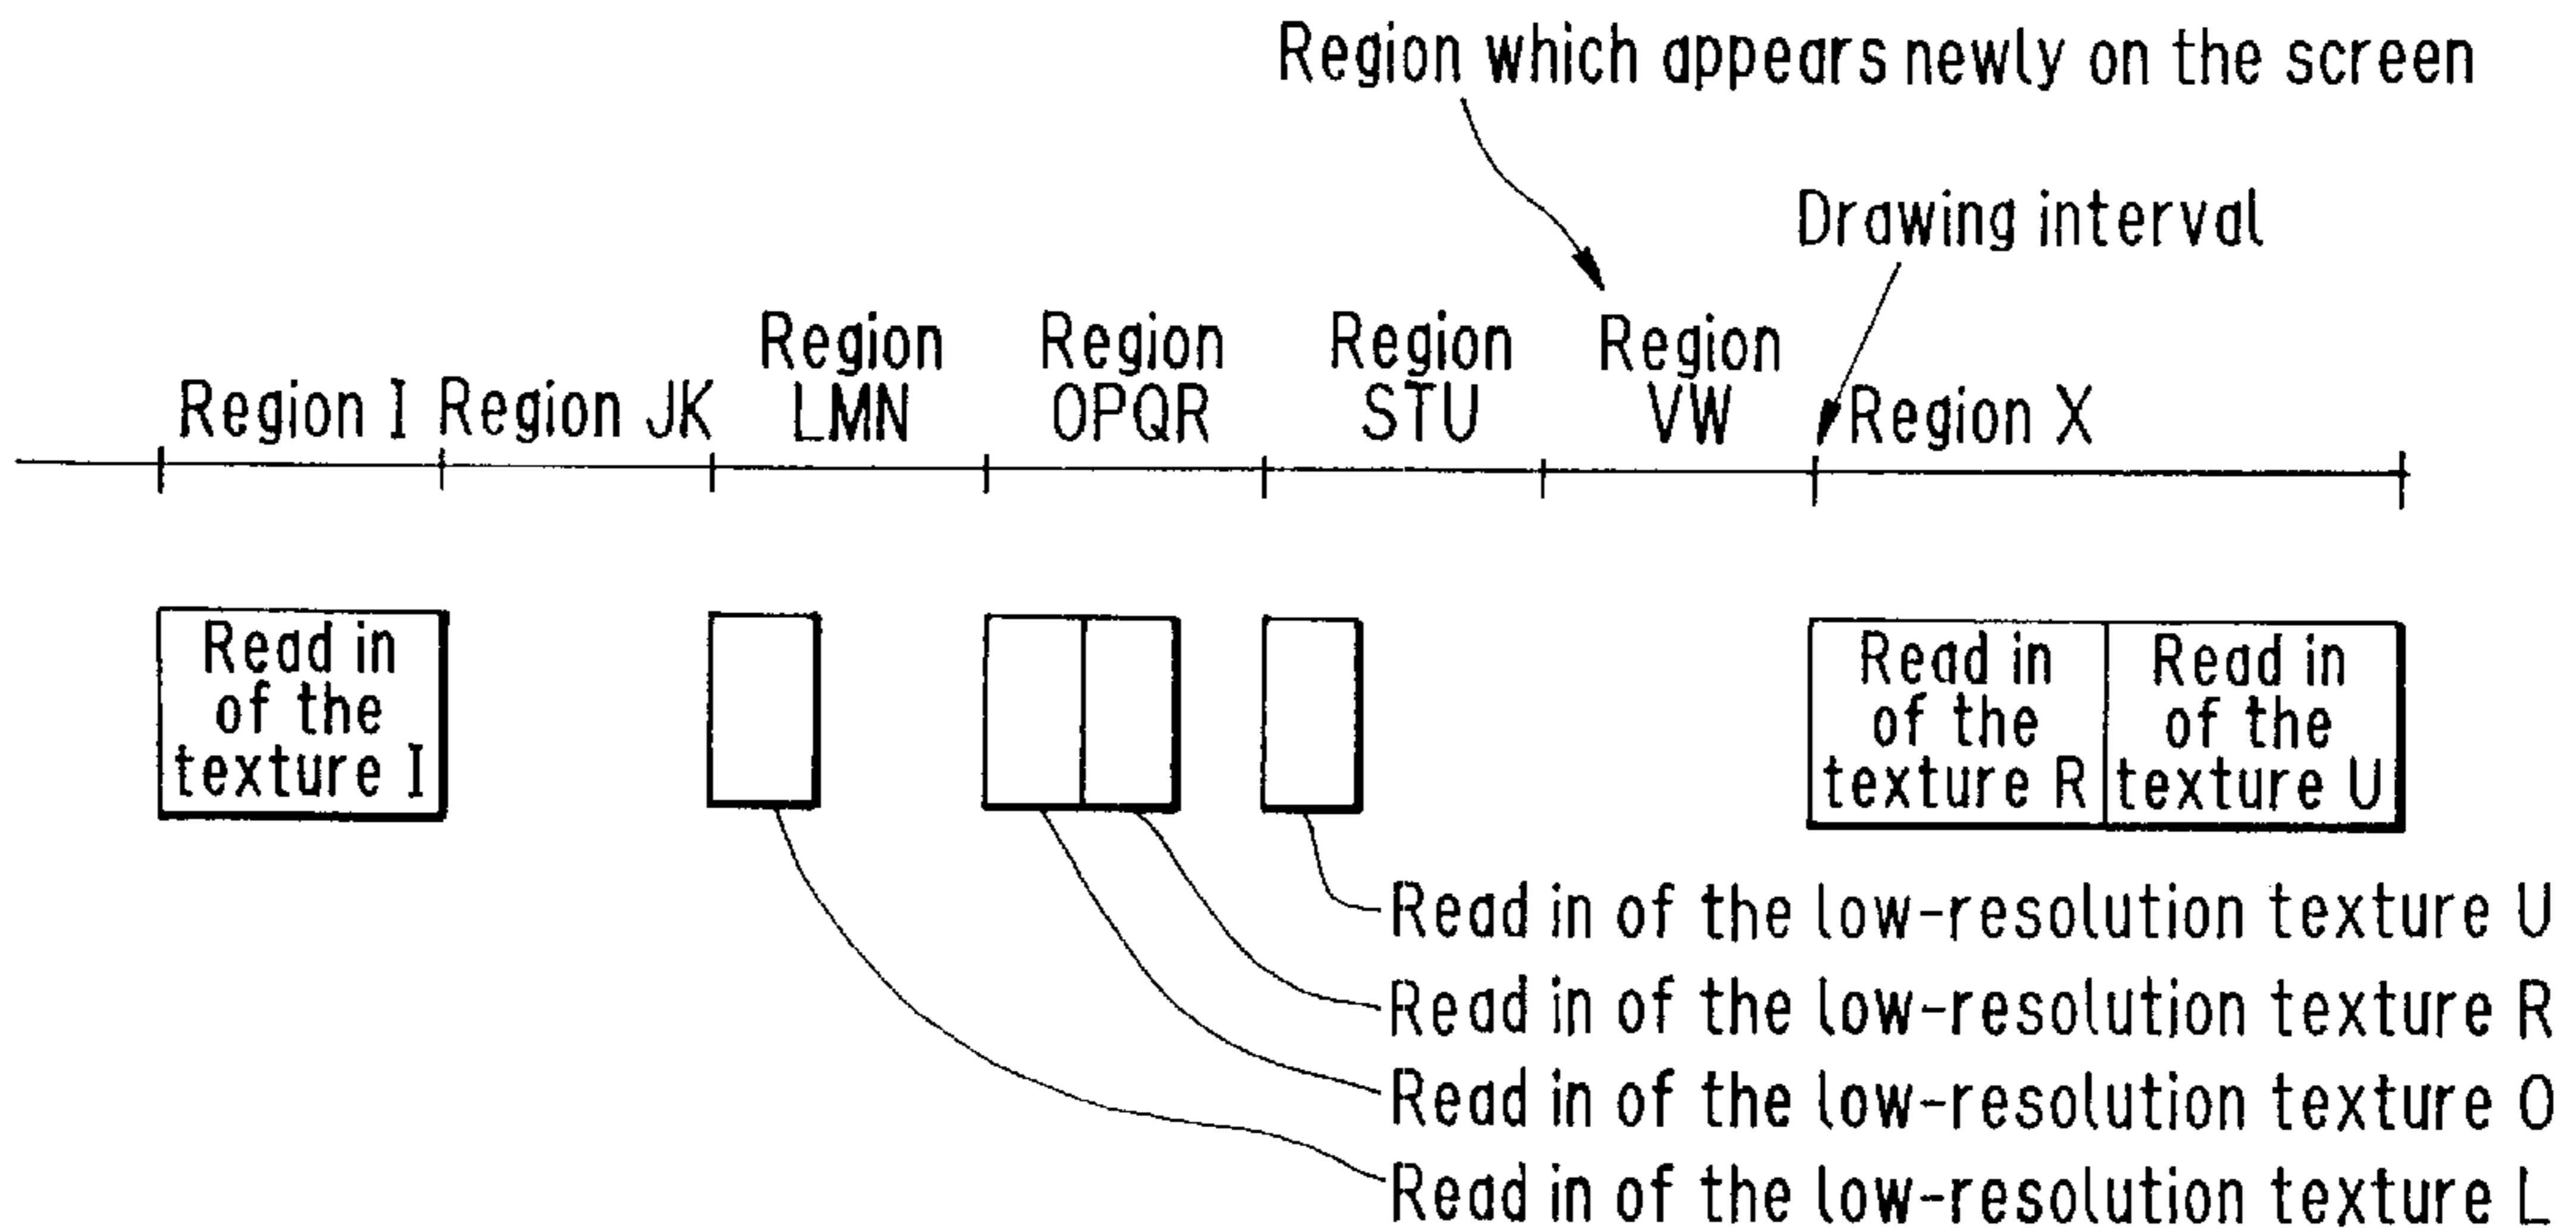 Region which appears newly on the screen
Drawing interval
Region I
Region JK
Region
LMN
Region
OPQR
Region
STU
Region
VW
Region X
Read in
of the
texture I
Read in
of the
texture R
Read in
of the
texture U
Read in of the low-resolution texture U
Read in of the low-resolution texture R
Read in of the low-resolution texture O
Read in of the low-resolution texture L